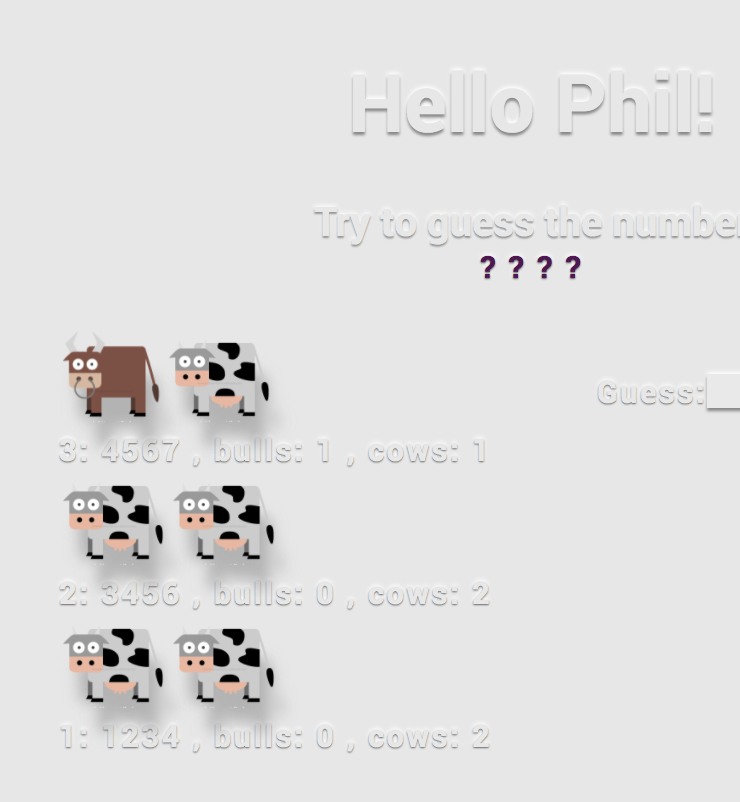 Hello Phil!
Try to guess the number
? ? ? ?
Guess:
3: 4567 , bulls: 1 , cows: 1
2: 3456 , bulls: 0 , cows: 2
1: 1234 , bulls: 0 , cows: 2